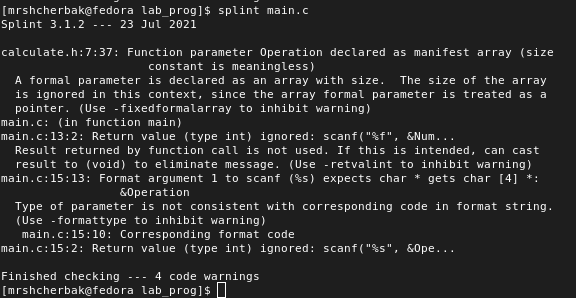 [mrshcherbak@fedora lab_prog]$ splint main.c
Splint 3.1.2 --- 23 Jul 2021
calculate.h:7:37: Function parameter Operation declared as manifest array (size
constant is meaningless)
A formal parameter is declared as an array with size.  The size of the array
is ignored in this context, since the array formal parameter is treated as a
pointer. (Use -fixedformalarray to inhibit warning)
main.c: (in function main)
main.c:13:2: Return value (type int) ignored: scanf("%f", &Num...
Result returned by function call is not used. If this is intended, can cast
result to (void) to eliminate message. (Use -retvalint to inhibit warning)
main.c:15:13: Format argument 1 to scanf (%s) expects char * gets char [4] *:
&Operation
Type of parameter is not consistent with corresponding code in format string.
(Use -formattype to inhibit warning)
main.c:15:10: Corresponding format code
main.c:15:2: Return value (type int) ignored: scanf("%s", &Ope...
Finished checking --- 4 code warnings
[mrshcherbak@fedora lab_prog]$